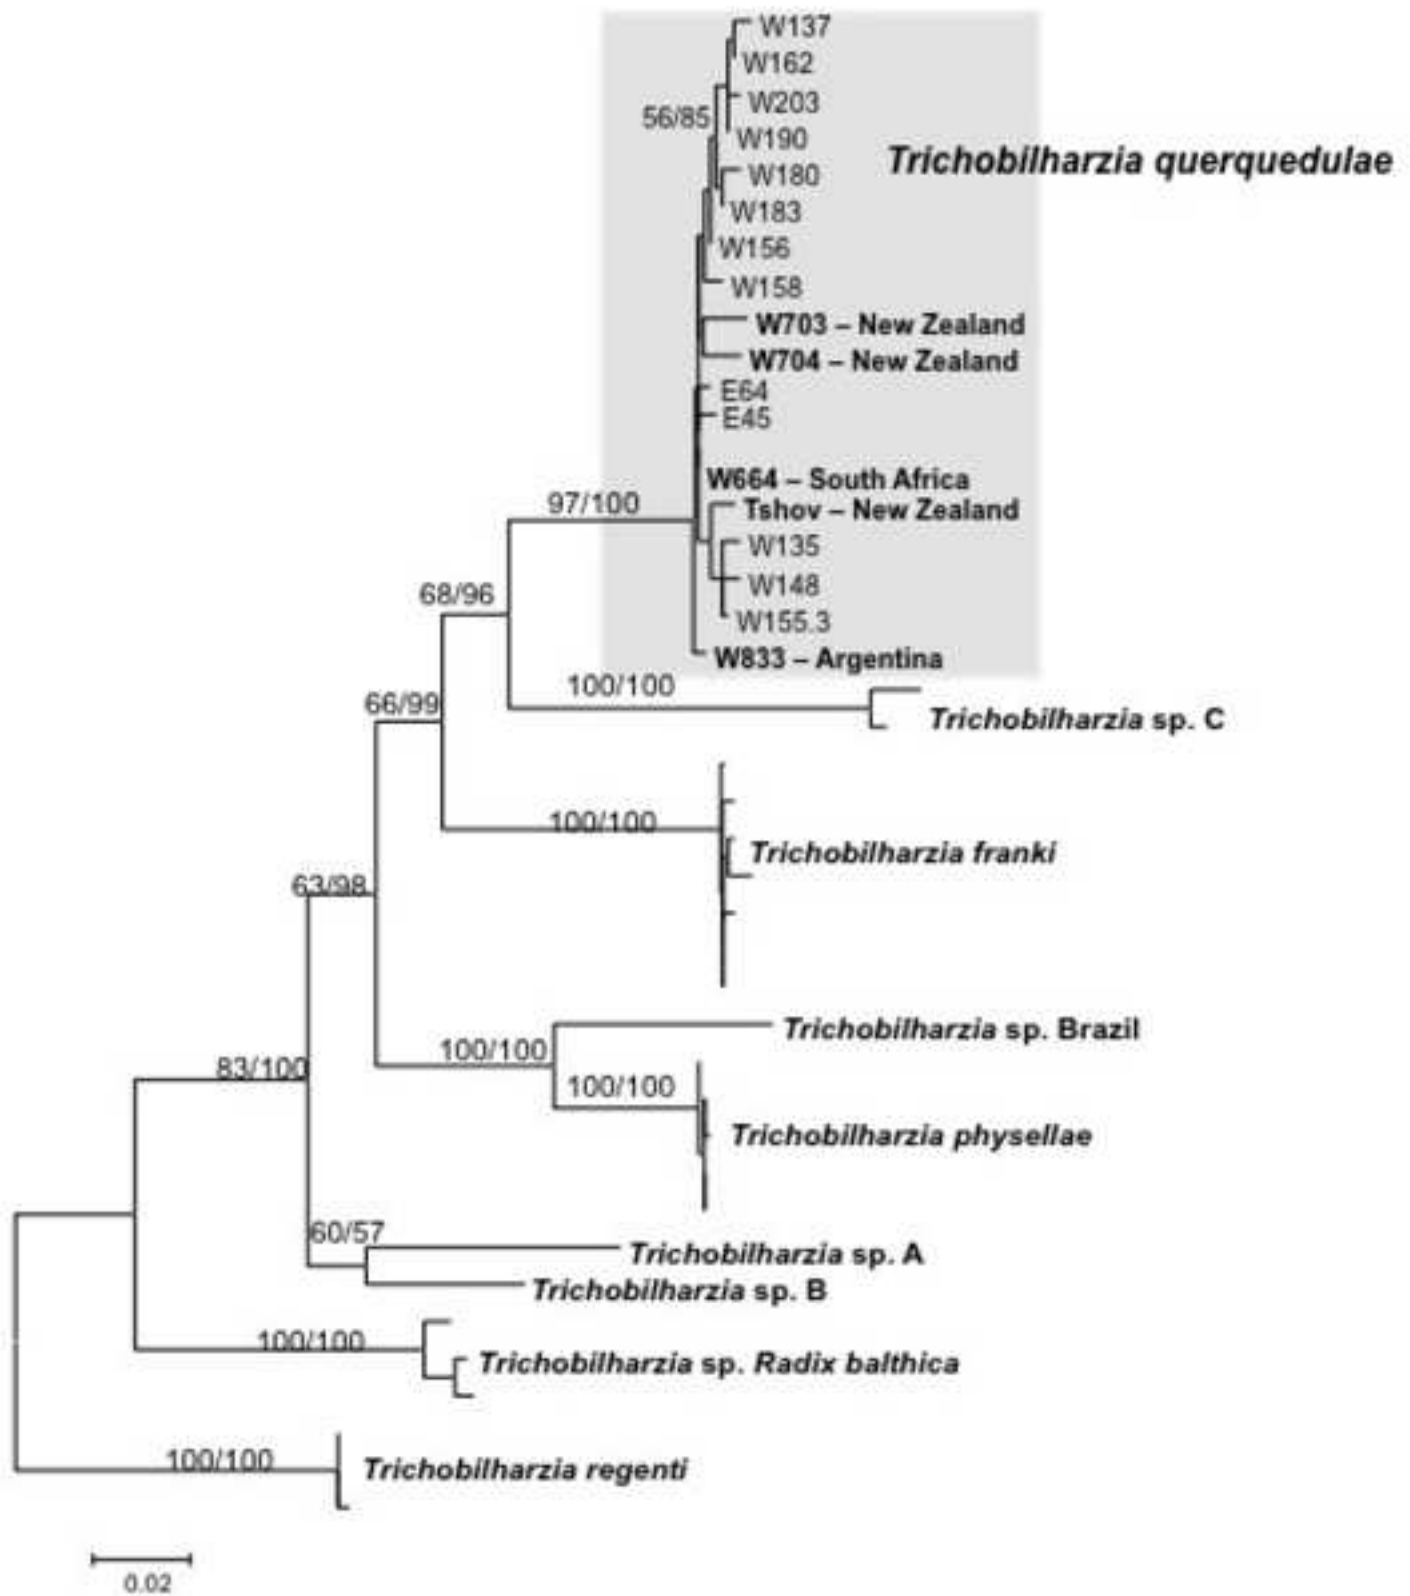 W137
W162
W203
56/85
W190
Trichobilharzia querquedulae
W180
W183
W156
W158
W703 – New Zealand
W704 – New Zealand
E64
E45
W664 – South Africa
97/100
Tshov – New Zealand
W135
W148
68/96
W155.3
W833 – Argentina
100/100
66/99
Trichobilharzia sp. C
100/100
Trichobilharzia franki
63/98
Trichobilharzia sp. Brazil
100/100
83/100
100/100
Trichobilharzia physellae
60/57
Trichobilharzia sp. A
Trichobilharzia sp. B
100/100
Trichobilharzia sp. Radix balthica
100/100
Trichobilharzia regenti
0.02